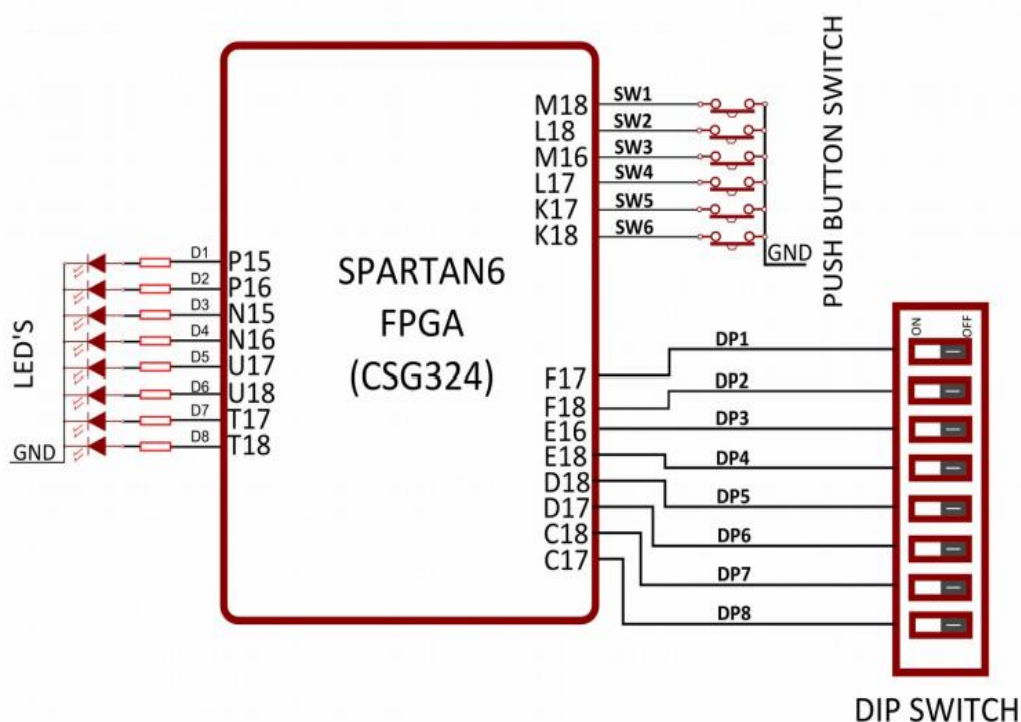 PUSH BUTTON SWITCH
M18 SW1
L18 SW2
M16 SW3
L17 SW4
K17 SW5
K18 SW6
GND
SPARTAN6
FPGA
(CSG324)
LED'S
D1 P15
D2 P16
D3 N15
D4 N16
D5 U17
D6 U18
D7 T17
D8 T18
GND
ON OFF
F17 DP1
F18 DP2
E16 DP3
E18 DP4
D18 DP5
D17 DP6
C18 DP7
C17 DP8
DIP SWITCH